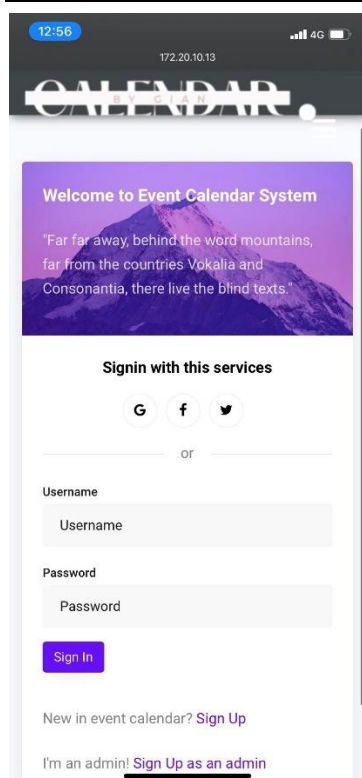 12:56
4G
172.20.10.13
CALENDAR.
BY GIAN
Welcome to Event Calendar System
"Far far away, behind the word mountains,
far from the countries Vokalia and
Consonantia, there live the blind texts."
Signin with this services
G f
or
Username
Username
Password
Password
Sign In
New in event calendar? Sign Up
I'm an admin! Sign Up as an admin